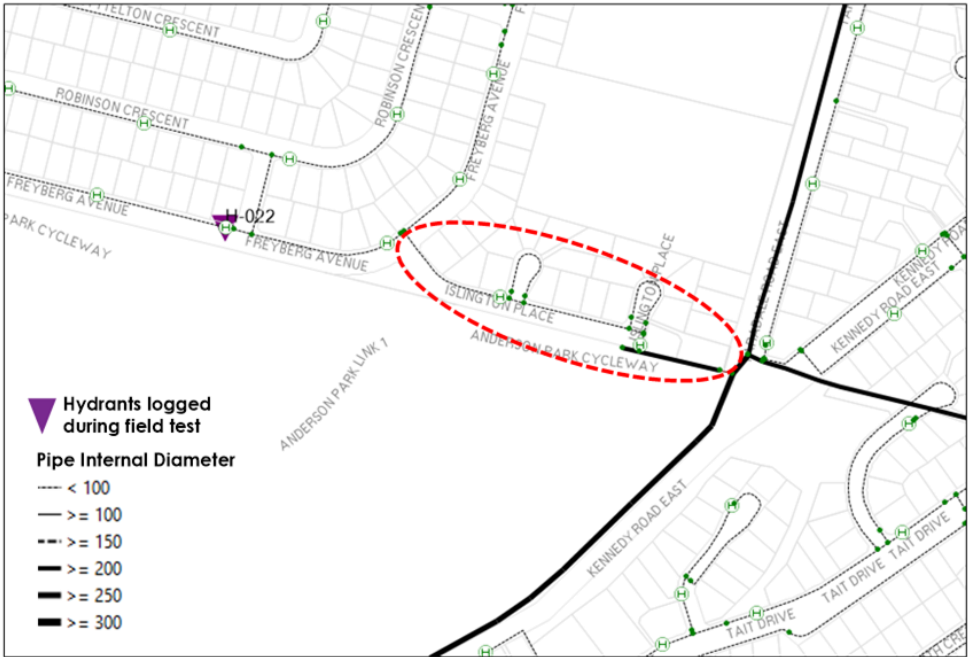 ROBINSON CRESCENT
ROBINSON CRESCENT
FREYBERG AVENUE
FREYBERG AVENUE
H-022
FREYBERG AVENUE
PARK CYCLEWAY
ISLINGTON PLACE
ISLINGTON PLACE
ANDERSON PARK CYCLEWAY
ANDERSON PARK LINK 1
KENNEDY ROAD EAST
KENNEDY ROAD EAST
TAIT DRIVE
TAIT DRIVE
TAIT DRIVE
Hydrants logged
during field test
Pipe Internal Diameter
< 100
>= 100
>= 150
>= 200
>= 250
>= 300